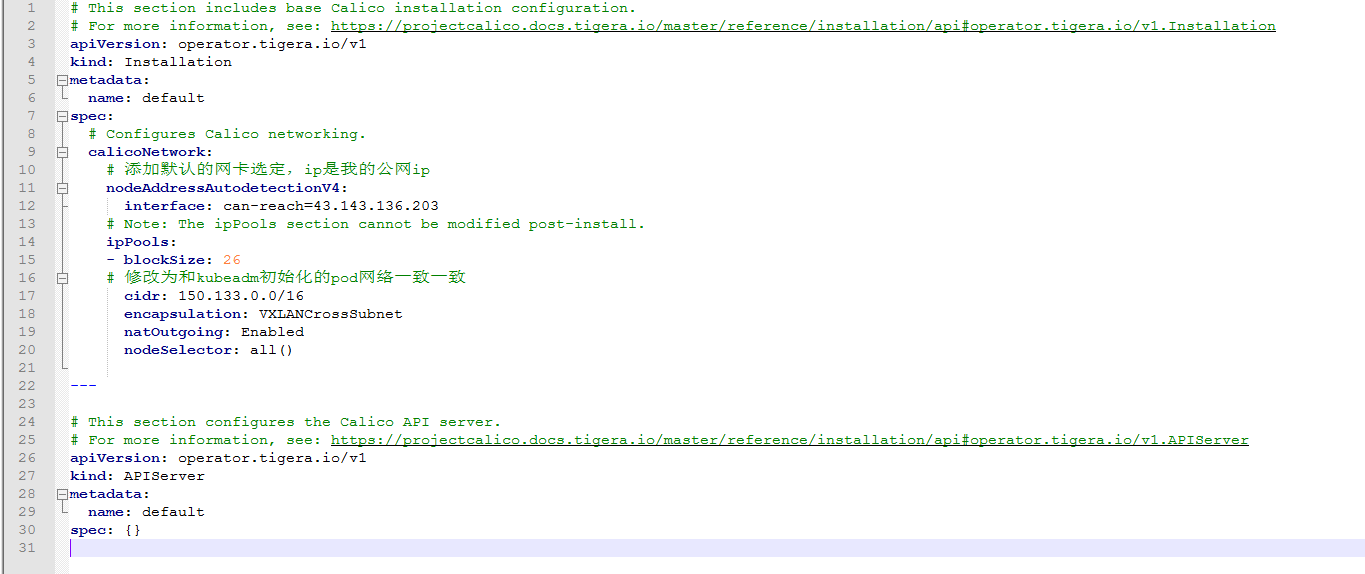 1 # This section includes base Calico installation configuration.
2 # For more information, see: https://projectcalico.docs.tigera.io/master/reference/installation/api#operator.tigera.io/v1.Installation
3 apiVersion: operator.tigera.io/v1
4 kind: Installation
5 metadata:
6   name: default
7 spec:
8   # Configures Calico networking.
9   calicoNetwork:
10     # 添加默认的网卡选定，ip是我的公网ip
11     nodeAddressAutodetectionV4:
12       interface: can-reach=43.143.136.203
13     # Note: The ipPools section cannot be modified post-install.
14     ipPools:
15     - blockSize: 26
16     # 修改为和kubeadm初始化的pod网络一致一致
17       cidr: 150.133.0.0/16
18       encapsulation: VXLANCrossSubnet
19       natOutgoing: Enabled
20       nodeSelector: all()
21
22 ---
23
24 # This section configures the Calico API server.
25 # For more information, see: https://projectcalico.docs.tigera.io/master/reference/installation/api#operator.tigera.io/v1.APIServer
26 apiVersion: operator.tigera.io/v1
27 kind: APIServer
28 metadata:
29   name: default
30 spec: {}
31